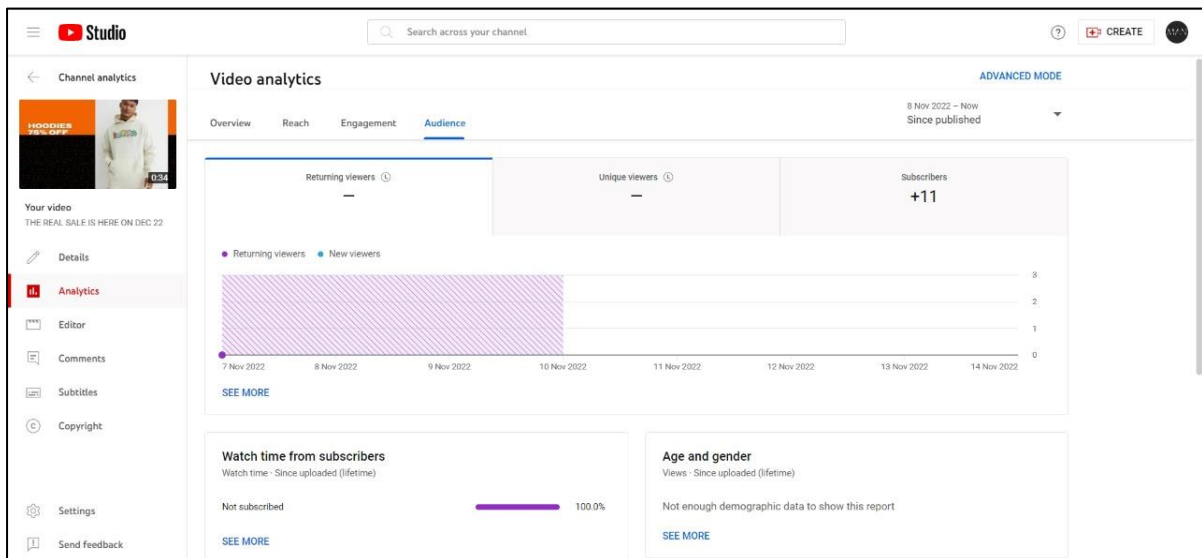 Studio
Search across your channel
CREATE
Channel analytics
HOODIES
75% OFF
0:34
Your video
THE REAL SALE IS HERE ON DEC 22
Details
Analytics
Editor
Comments
Subtitles
Copyright
Settings
Send feedback
Video analytics
ADVANCED MODE
Overview Reach Engagement Audience
8 Nov 2022 – Now
Since published
Returning viewers
—
Unique viewers
—
Subscribers
+11
Returning viewers New viewers
3
2
1
0
7 Nov 2022 8 Nov 2022 9 Nov 2022 10 Nov 2022 11 Nov 2022 12 Nov 2022 13 Nov 2022 14 Nov 2022
SEE MORE
Watch time from subscribers
Watch time · Since uploaded (lifetime)
Not subscribed 100.0%
SEE MORE
Age and gender
Views · Since uploaded (lifetime)
Not enough demographic data to show this report
SEE MORE